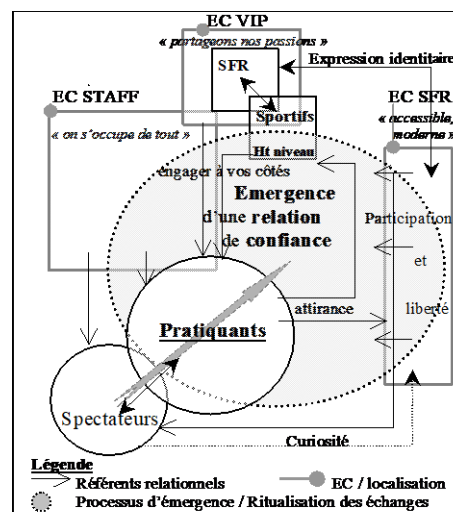 EC VIP
« partageons nos passions »
SFR
Expression identitaire
EC STAFF
EC SFR
« on s'occupe de tout »
« accessible,
moderne »
Sportifs
Ht niveau
engager à vos côtés
Emergence
d'une relation
de confiance
Participation
et
liberté
attirance
Pratiquants
Spectateurs
Curiosité
Légende
Référents relationnels
EC / localisation
Processus d'émergence / Ritualisation des échanges